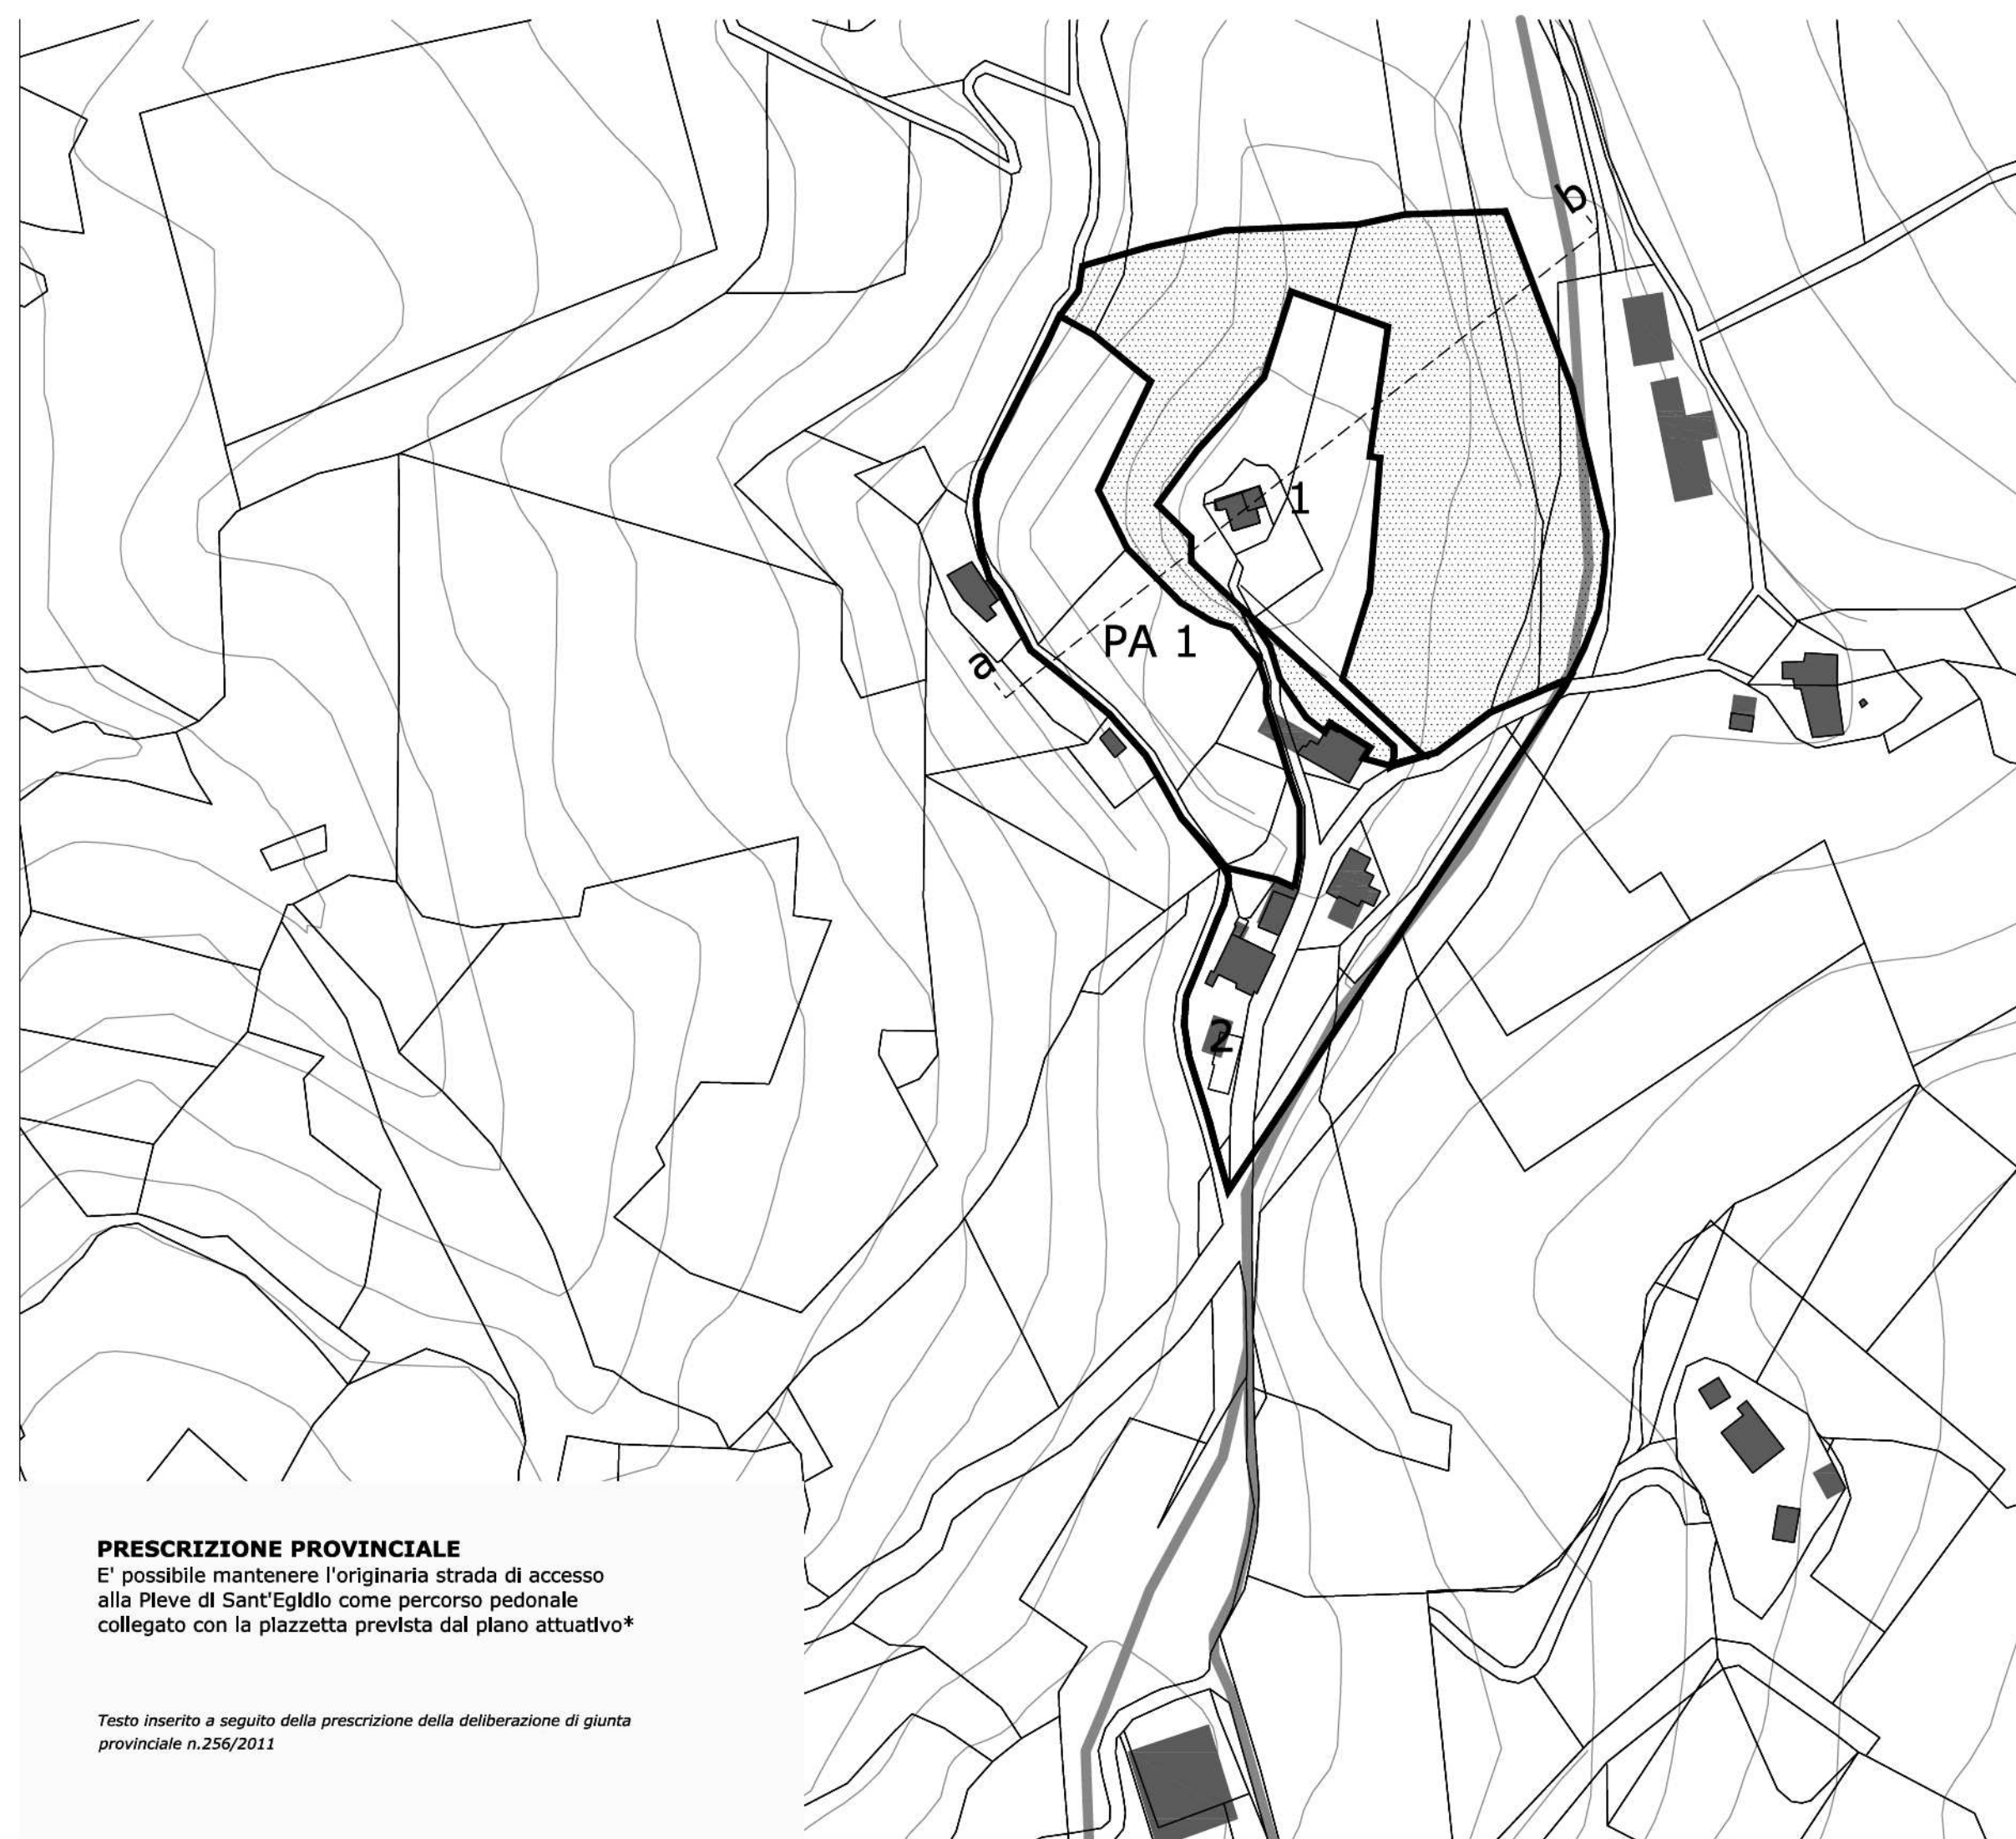 b
1
PA 1
a
2
PRESCRIZIONE PROVINCIALE
E' possibile mantenere l'originaria strada di accesso
alla Pieve di Sant'Egidio come percorso pedonale
collegato con la piazzetta prevista dal piano attuativo*
Testo inserito a seguito della prescrizione della deliberazione di giunta
provinciale n.256/2011